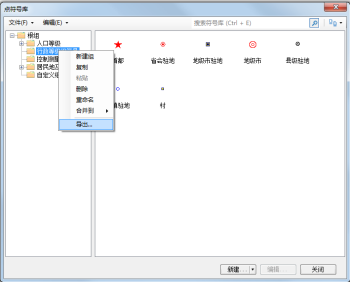 点符号库
文件(F) 编辑(E) 搜索符号库 (Ctrl + E)
根组
人口等级
行政等级
控制测量
居民地及
自定义
新建组
复制
粘贴
删除
重命名
合并到
导出...
首都 省会驻地 地级市驻地 地级市 县级驻地
镇驻地 村
新建... 编辑... 关闭